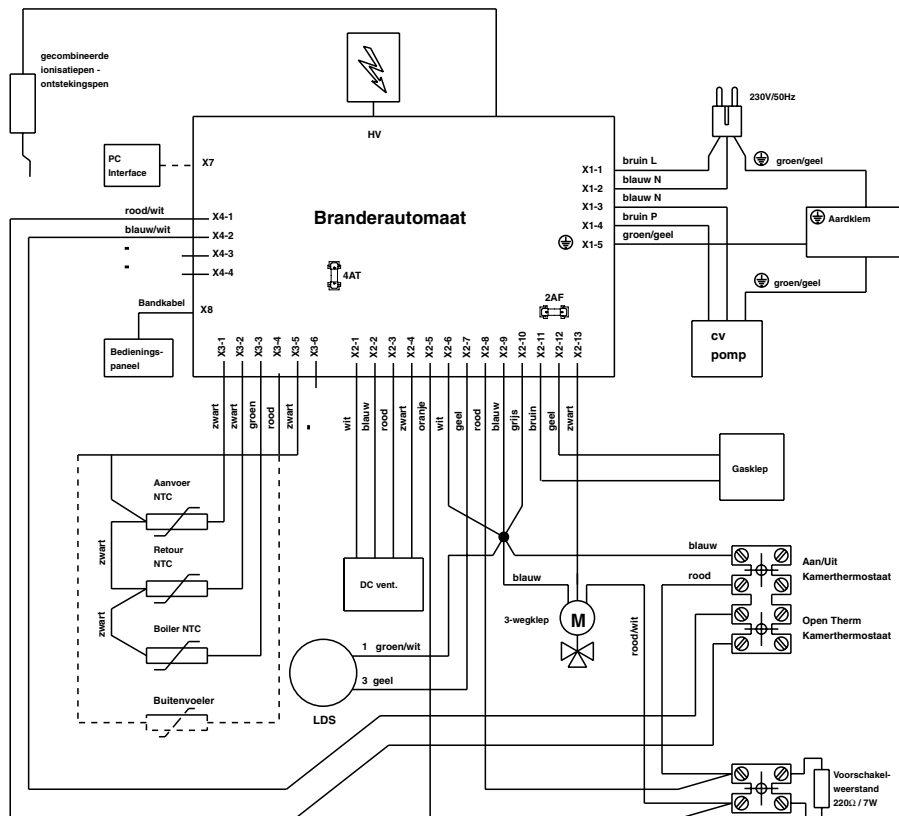 gecombineerde
ionisatiepen -
ontstekingspen
HV
230V/50Hz
PC
Interface
X7
bruin L
X1-1
groen/geel
blauw N
X1-2
blauw N
X1-3
bruin P
X1-4
groen/geel
X1-5
Aardklem
rood/wit
X4-1
blauw/wit
X4-2
-
X4-3
-
X4-4
Branderautomaat
4AT
2AF
groen/geel
Bandkabel
X8
Bedienings-
paneel
cv
pomp
X3-1
X3-2
X3-3
X3-4
X3-5
X3-6
X2-1
X2-2
X2-3
X2-4
X2-5
X2-6
X2-7
X2-8
X2-9
X2-10
X2-11
X2-12
X2-13
zwart
zwart
groen
rood
zwart
-
wit
blauw
rood
zwart
oranje
wit
geel
rood
blauw
grijs
bruin
geel
zwart
Gasklep
Aanvoer
NTC
zwart
Retour
NTC
zwart
Boiler NTC
Buitenvoeler
DC vent.
blauw
3-wegklep
M
rood/wit
1 groen/wit
3 geel
LDS
blauw
rood
Aan/Uit
Kamerthermostaat
Open Therm
Kamerthermostaat
Voorschakel-
weerstand
220Ω / 7W